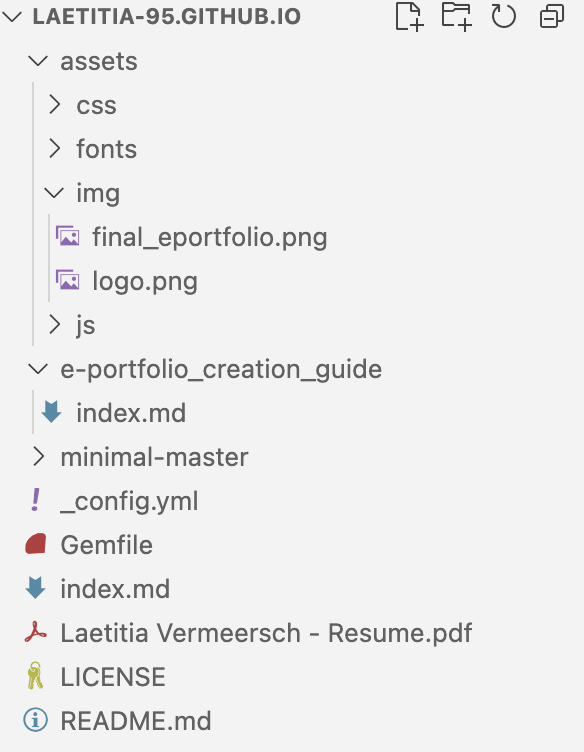 LAETITIA-95.GITHUB.IO
assets
css
fonts
img
final_eportfolio.png
logo.png
js
e-portfolio_creation_guide
index.md
minimal-master
_config.yml
Gemfile
index.md
Laetitia Vermeersch - Resume.pdf
LICENSE
README.md